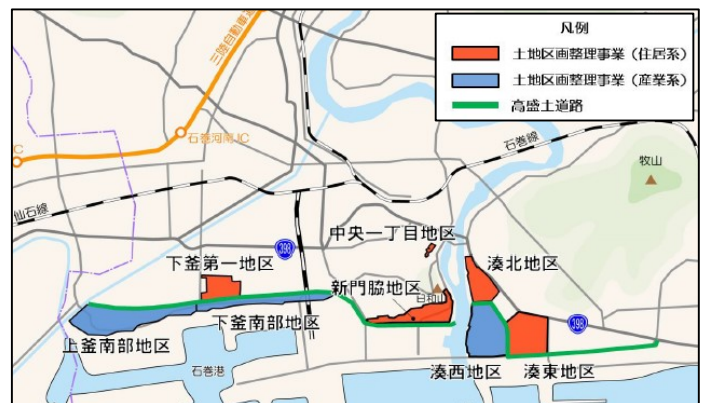 凡例
土地区画整理事業（住居系）
土地区画整理事業（産業系）
高盛土道路
三陸自動車道
石巻河南JC
C
石巻線
牧山
仙石線
中央一丁目地区
398
下釜第一地区
湊北地区
新門脇地区
日和山
398
下釜南部地区
上釜南部地区
石巻港
湊西地区
湊東地区